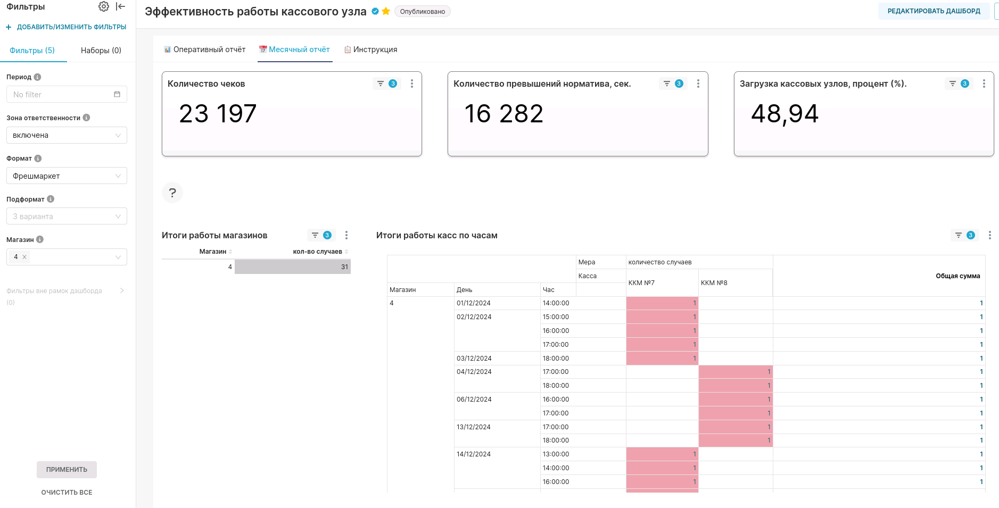 Фильтры
+ ДОБАВИТЬ/ИЗМЕНИТЬ ФИЛЬТРЫ
Фильтры (5) Наборы (0)
Период
No filter
Зона ответственности
включена
Формат
Фрешмаркет
Подформат
3 варианта
Магазин
4
Фильтры вне рамок дашборда
(0)
ПРИМЕНИТЬ
ОЧИСТИТЬ ВСЕ
Эффективность работы кассового узла Опубликовано
РЕДАКТИРОВАТЬ ДАШБОРД
Оперативный отчёт Месячный отчёт Инструкция
Количество чеков 3
23 197
Количество превышений норматива, сек. 3
16 282
Загрузка кассовых узлов, процент (%). 3
48,94
?
Итоги работы магазинов 3
Магазин кол-во случаев
4 31
Итоги работы касс по часам 3
Мера количество случаев
Касса ККМ №7 ККМ №8 Общая сумма
Магазин День Час
4 01/12/2024 14:00:00 1 1
02/12/2024 15:00:00 1 1
16:00:00 1 1
17:00:00 1 1
03/12/2024 18:00:00 1 1
04/12/2024 17:00:00 1 1
18:00:00 1 1
06/12/2024 16:00:00 1 1
17:00:00 1 1
13/12/2024 17:00:00 1 1
18:00:00 1 1
14/12/2024 13:00:00 1 1
14:00:00 1 1
16:00:00 1 1